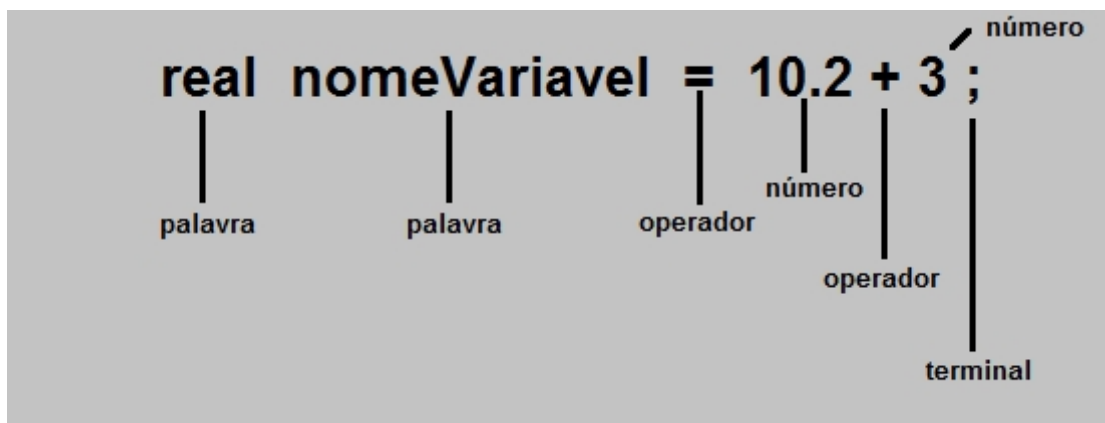 número
real nomeVariavel = 10.2 + 3 ;
número
palavra palavra operador
operador
terminal